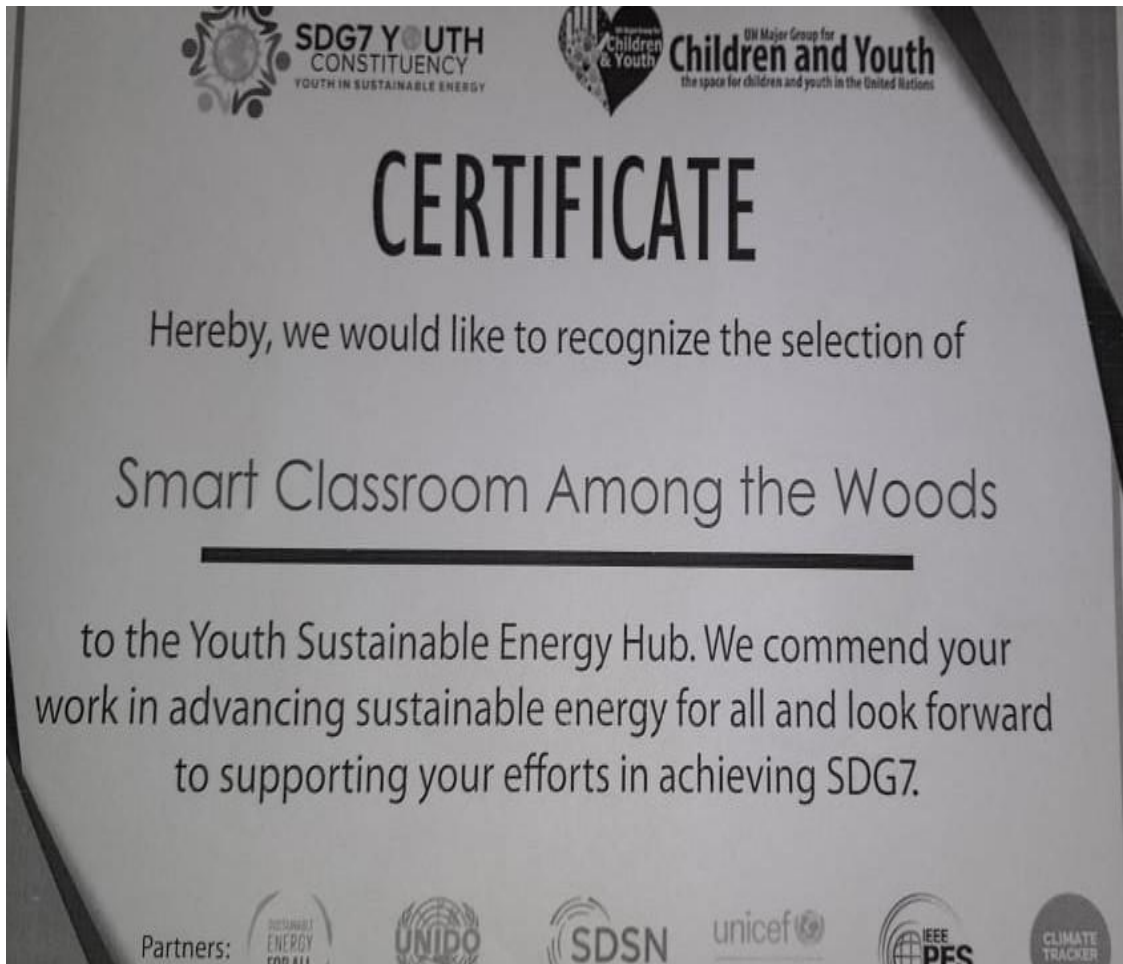 SDG7 YOUTH
CONSTITUENCY
YOUTH IN SUSTAINABLE ENERGY
Children
& Youth
UN Major Group for
Children and Youth
the space for children and youth in the United Nations
CERTIFICATE
Hereby, we would like to recognize the selection of
Smart Classroom Among the Woods
to the Youth Sustainable Energy Hub. We commend your
work in advancing sustainable energy for all and look forward
to supporting your efforts in achieving SDG7.
Partners:
SUSTAINABLE
ENERGY
FOR ALL
UNIDO
SDSN
unicef
IEEE
PES
CLIMATE
TRACKER